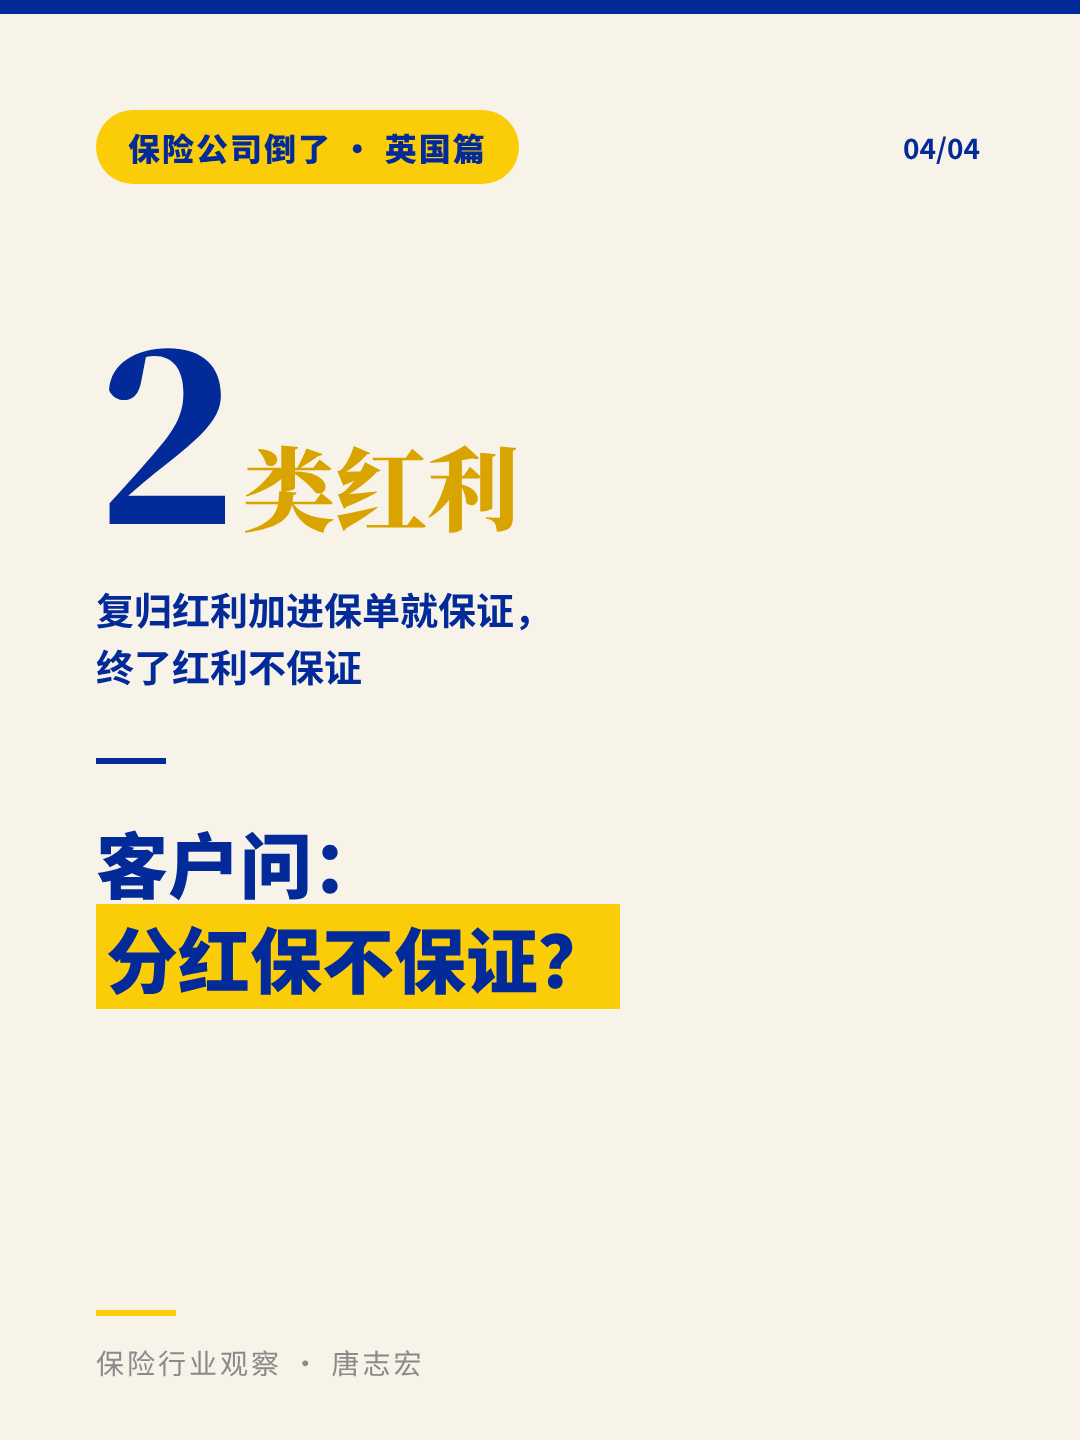 保险公司倒了 · 英国篇
04/04
2类红利
复归红利加进保单就保证，
终了红利不保证
客户问：
分红保不保证？
保险行业观察 · 唐志宏